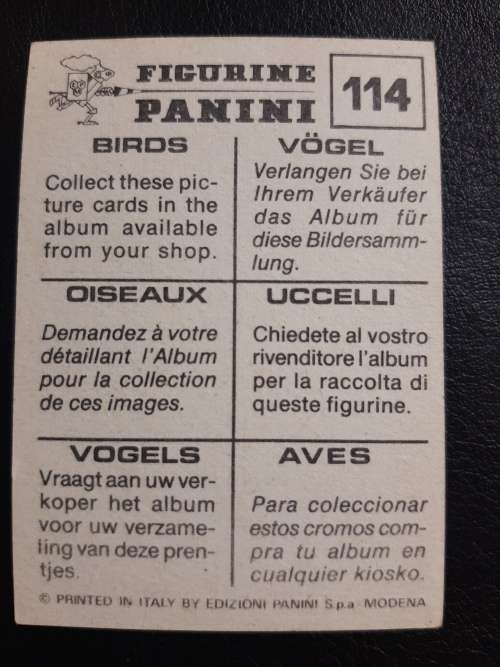 FIGURINE
PANINI
114
BIRDS
Collect these pic-
ture cards in the
album available
from your shop.
VÖGEL
Verlangen Sie bei
Ihrem Verkäufer
das Album für
diese Bildersamm-
lung.
OISEAUX
Demandez à votre
détaillant l'Album
pour la collection
de ces images.
UCCELLI
Chiedete al vostro
rivenditore l'album
per la raccolta di
queste figurine.
VOGELS
Vraagt aan uw ver-
koper het album
voor uw verzame-
ling van deze pren-
tjes.
AVES
Para coleccionar
estos cromos com-
pra tu album en
cualquier kiosko.
© PRINTED IN ITALY BY EDIZIONI PANINI S.p.a - MODENA